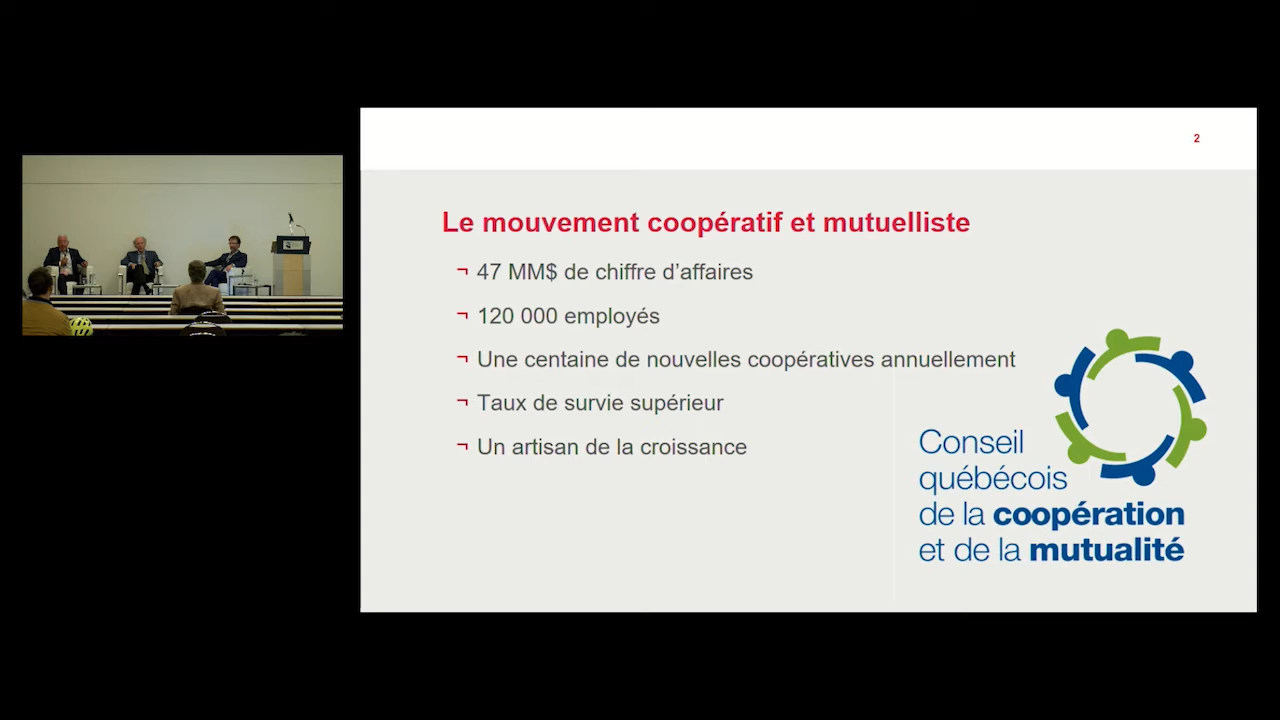 2
Le mouvement coopératif et mutuelliste
¬ 47 MM$ de chiffre d’affaires
¬ 120 000 employés
¬ Une centaine de nouvelles coopératives annuellement
¬ Taux de survie supérieur
¬ Un artisan de la croissance
Conseil
québécois
de la coopération
et de la mutualité